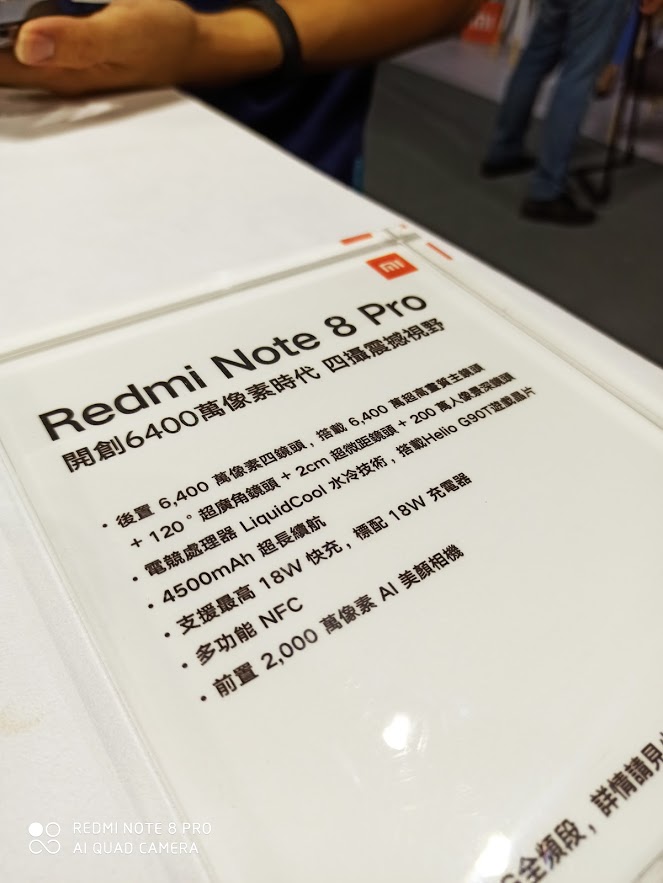 mi
Redmi Note 8 Pro
開創6400萬像素時代 四攝震撼視野
• 後置 6,400 萬像素四鏡頭，搭載 6,400 萬超高畫質主鏡頭
+ 120° 超廣角鏡頭 + 2cm 超微距鏡頭 + 200 萬人像景深鏡頭
• 電競處理器 LiquidCool 水冷技術，搭載Helio G90T遊戲晶片
• 4500mAh 超長續航
• 支援最高 18W 快充，標配 18W 充電器
• 多功能 NFC
• 前置 2,000 萬像素 AI 美顏相機
G全頻段，詳情請見
REDMI NOTE 8 PRO
AI QUAD CAMERA